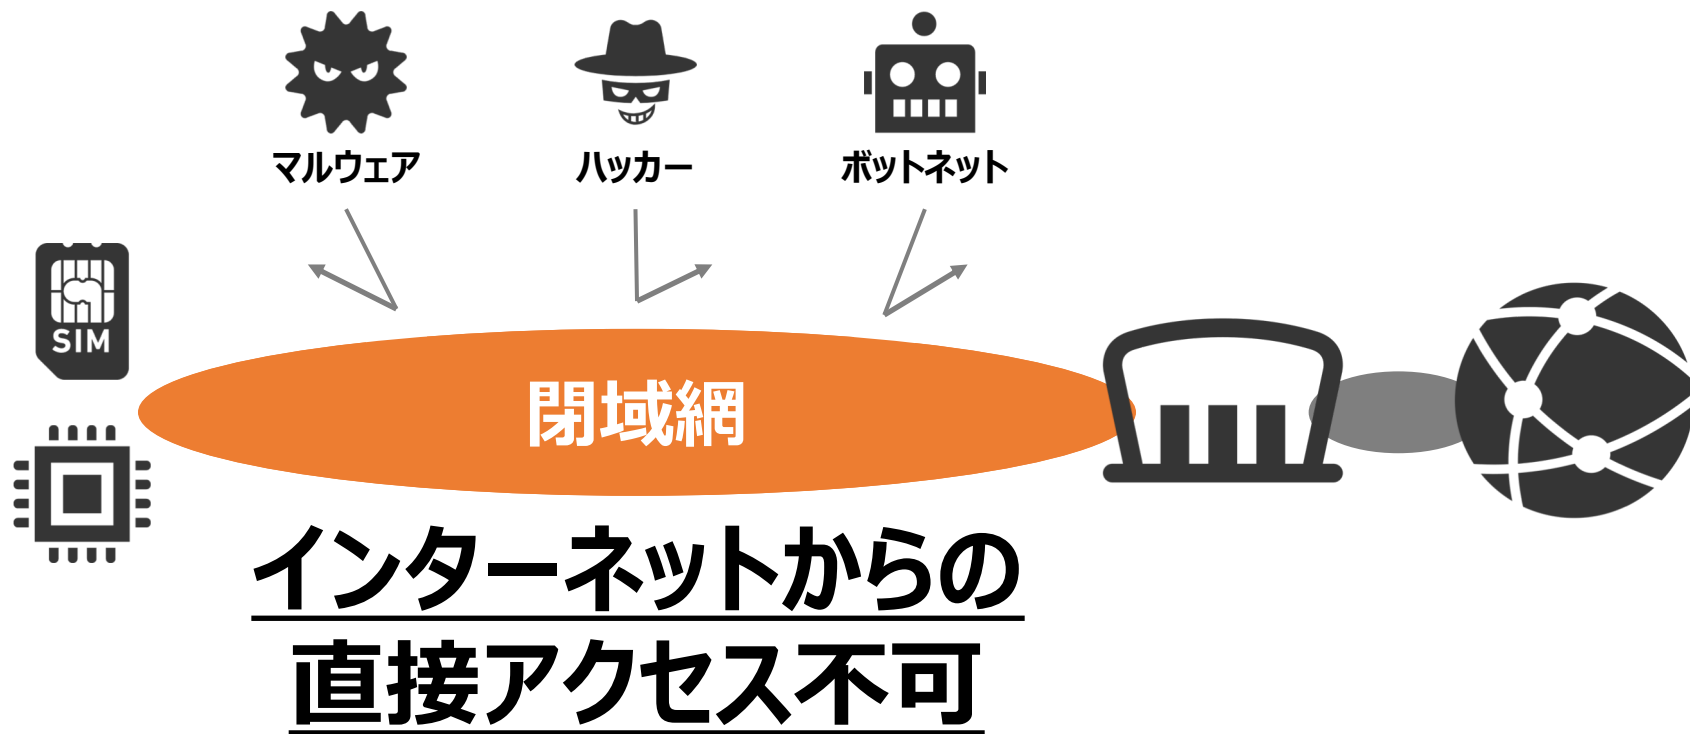 マルウェア
ハッカー
ボットネット
SIM
閉域網
インターネットからの
直接アクセス不可